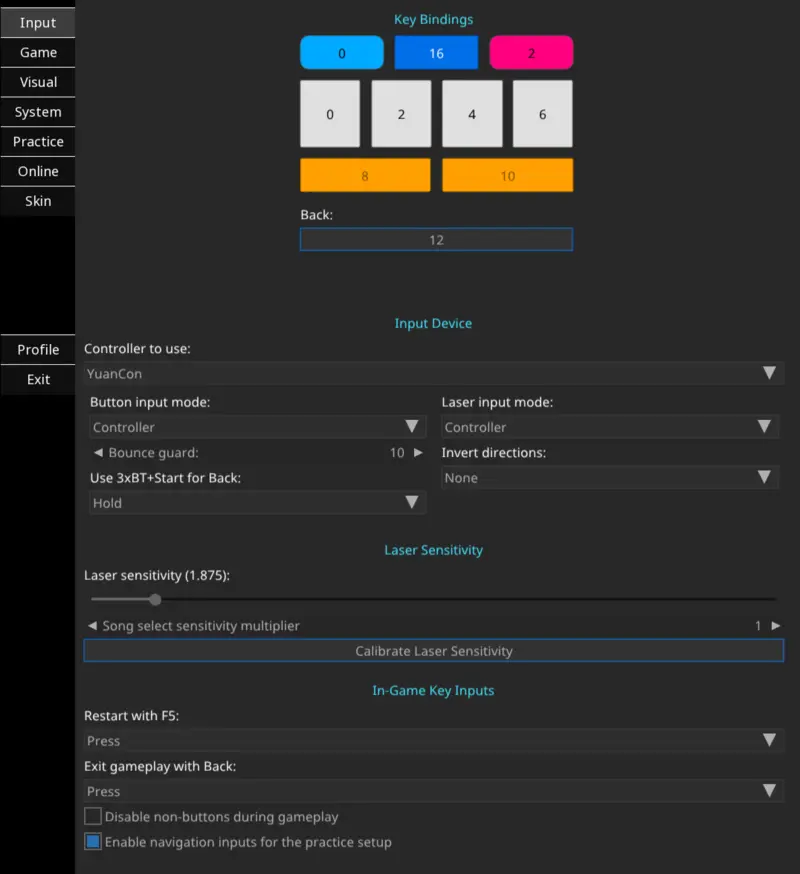 Input
Game
Visual
System
Practice
Online
Skin
Profile
Exit
Key Bindings
0 16 2
0 2 4 6
8 10
Back:
12
Input Device
Controller to use:
YuanCon
Button input mode: Laser input mode:
Controller Controller
Bounce guard: 10 Invert directions:
Use 3xBT+Start for Back: None
Hold
Laser Sensitivity
Laser sensitivity (1.875):
Song select sensitivity multiplier 1
Calibrate Laser Sensitivity
In-Game Key Inputs
Restart with F5:
Press
Exit gameplay with Back:
Press
Disable non-buttons during gameplay
Enable navigation inputs for the practice setup